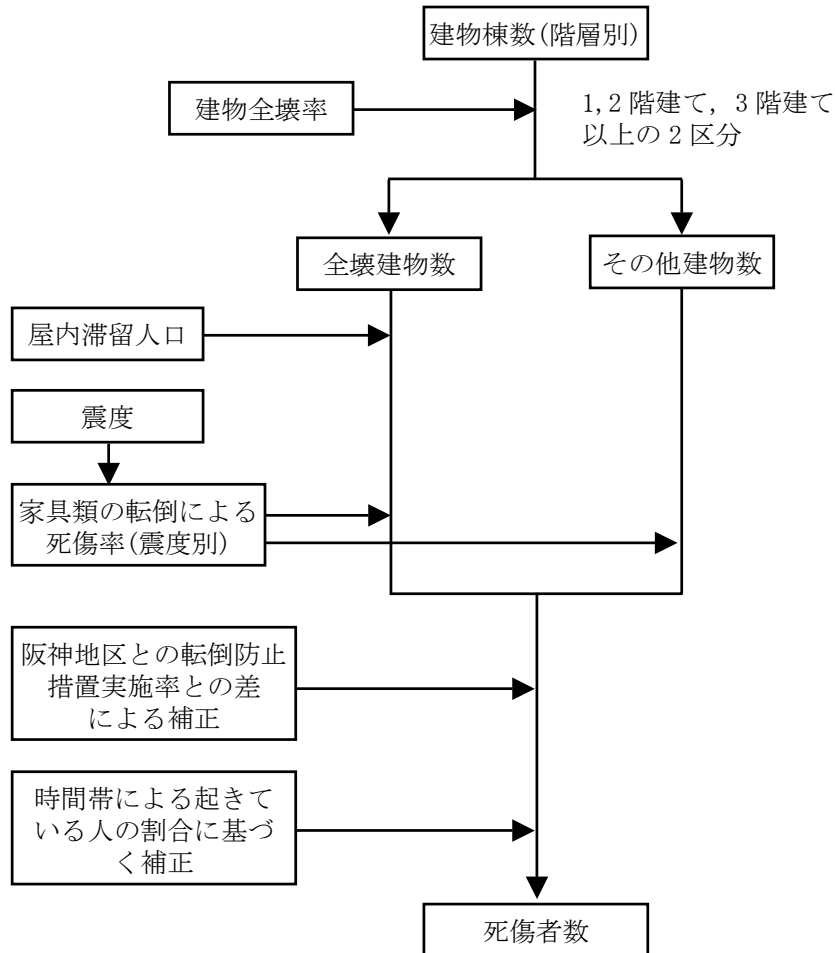 建物棟数(階層別)
建物全壊率
1,2階建て，3階建て
以上の2区分
全壊建物数
その他建物数
屋内滞留人口
震度
家具類の転倒による
死傷率(震度別)
阪神地区との転倒防止
措置実施率との差
による補正
時間帯による起きて
いる人の割合に基づ
く補正
死傷者数